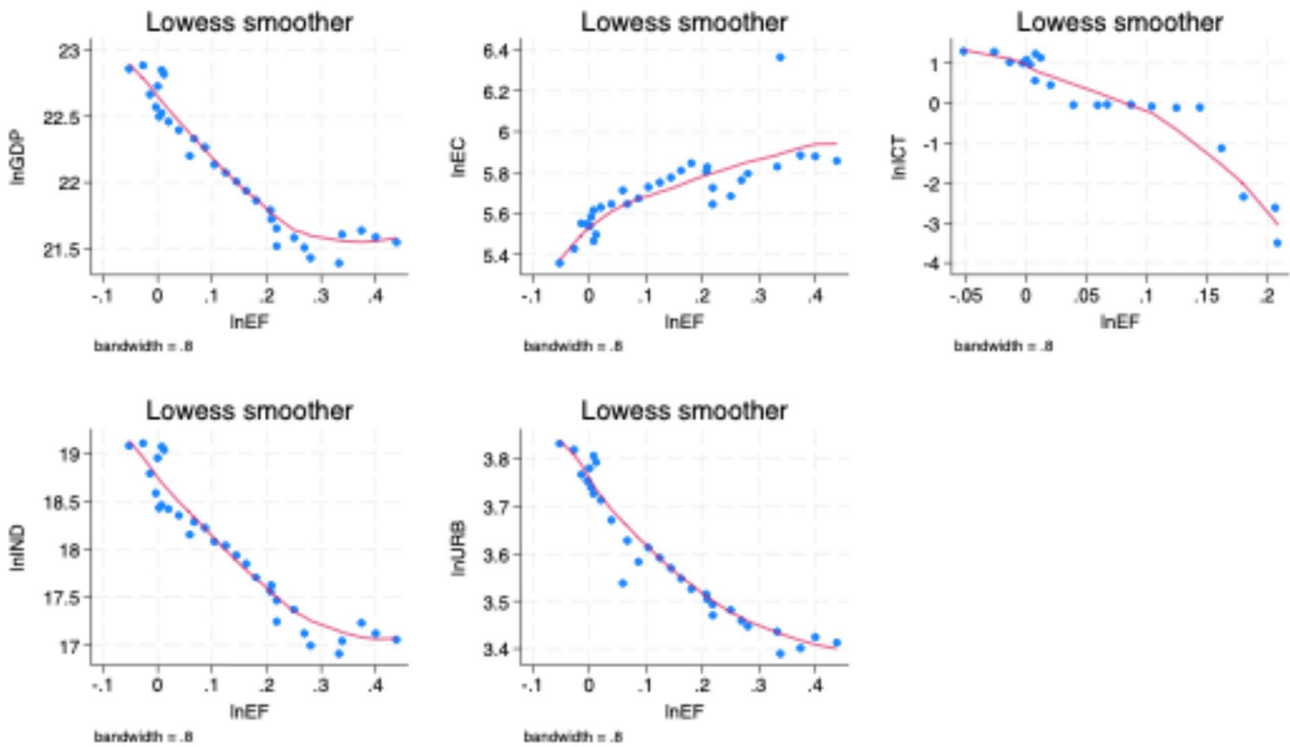 Lowess smoother
lnGDP
23
22.5
22
21.5
-.1 0 .1 .2 .3 .4
lnEF
bandwidth = .8
Lowess smoother
lnEC
6.4
6.2
6
5.8
5.6
5.4
-.1 0 .1 .2 .3 .4
lnEF
bandwidth = .8
Lowess smoother
lnICT
1
0
-1
-2
-3
-4
-.05 0 .05 .1 .15 .2
lnEF
bandwidth = .8
Lowess smoother
lnIND
19
18.5
18
17.5
17
-.1 0 .1 .2 .3 .4
lnEF
bandwidth = .8
Lowess smoother
lnURB
3.8
3.7
3.6
3.5
3.4
-.1 0 .1 .2 .3 .4
lnEF
bandwidth = .8